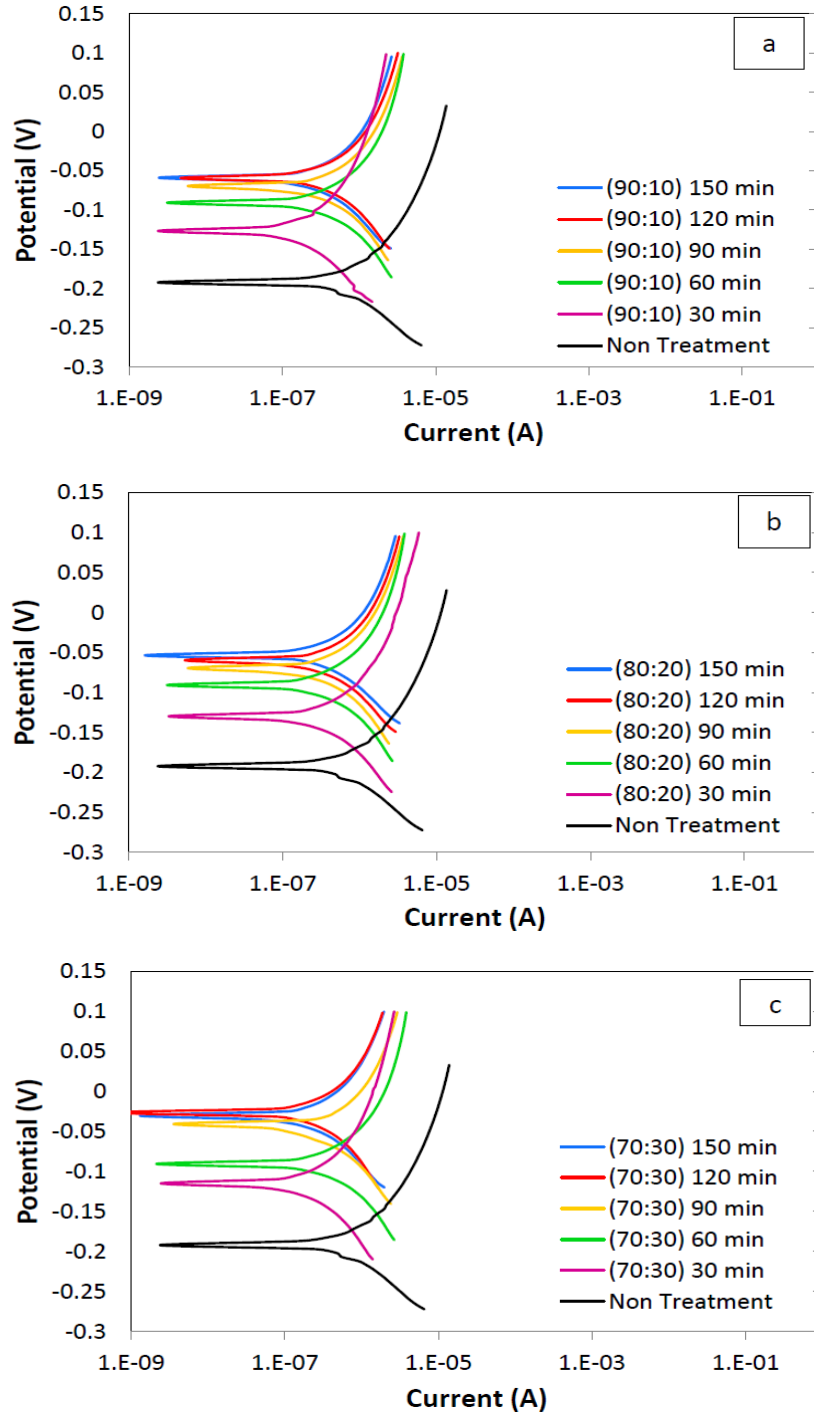 0.15
a
0.1
0.05
0
-0.05
-0.1
-0.15
-0.2
-0.25
-0.3
Potential (V)
(90:10) 150 min
(90:10) 120 min
(90:10) 90 min
(90:10) 60 min
(90:10) 30 min
Non Treatment
1.E-09 1.E-07 1.E-05 1.E-03 1.E-01
Current (A)
0.15
b
0.1
0.05
0
-0.05
-0.1
-0.15
-0.2
-0.25
-0.3
Potential (V)
(80:20) 150 min
(80:20) 120 min
(80:20) 90 min
(80:20) 60 min
(80:20) 30 min
Non Treatment
1.E-09 1.E-07 1.E-05 1.E-03 1.E-01
Current (A)
0.15
c
0.1
0.05
0
-0.05
-0.1
-0.15
-0.2
-0.25
-0.3
Potential (V)
(70:30) 150 min
(70:30) 120 min
(70:30) 90 min
(70:30) 60 min
(70:30) 30 min
Non Treatment
1.E-09 1.E-07 1.E-05 1.E-03 1.E-01
Current (A)